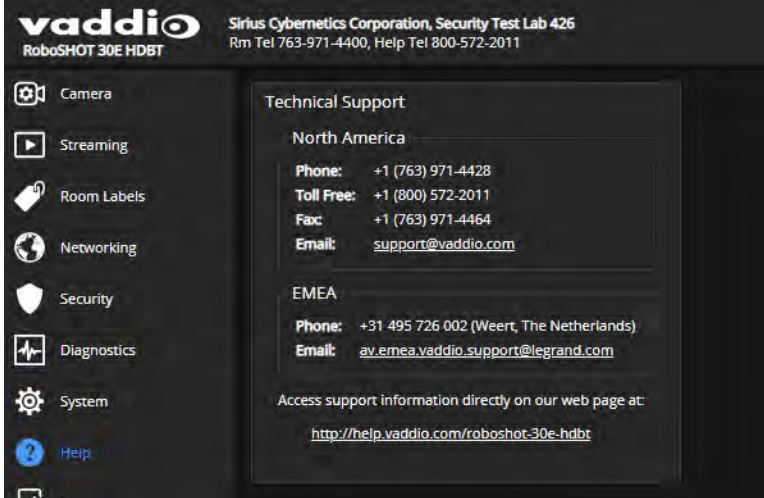 vaddio
RoboSHOT 30E HDBT
Sirius Cybernetics Corporation, Security Test Lab 426
Rm Tel 763-971-4400, Help Tel 800-572-2011
Camera
Streaming
Room Labels
Networking
Security
Diagnostics
System
Help
Technical Support
North America
Phone: +1 (763) 971-4428
Toll Free: +1 (800) 572-2011
Fax: +1 (763) 971-4464
Email: support@vaddio.com
EMEA
Phone: +31 495 726 002 (Weert, The Netherlands)
Email: av.emea.vaddio.support@legrand.com
Access support information directly on our web page at:
http://help.vaddio.com/roboshot-30e-hdbt